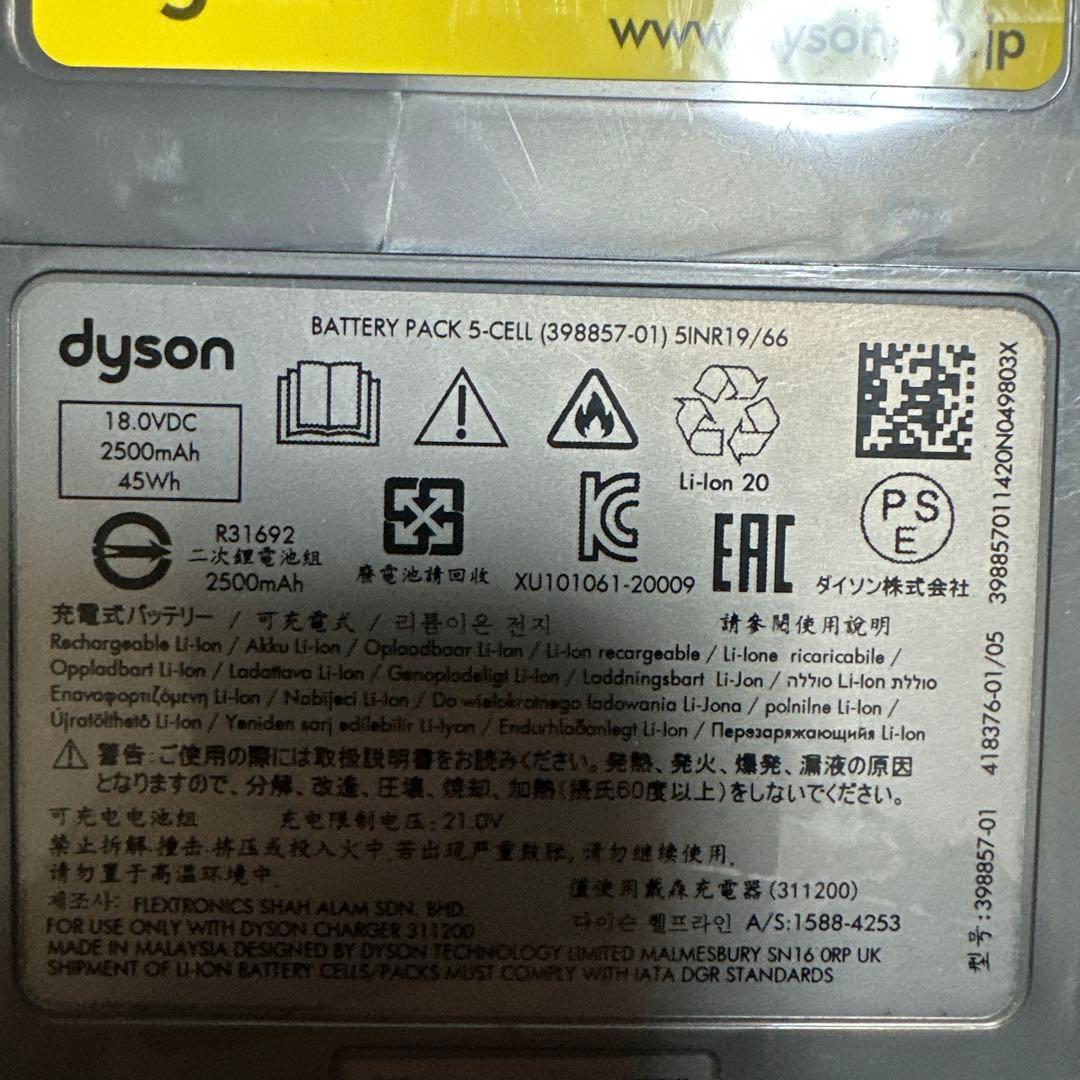 www.dyson.co.jp
dyson
BATTERY PACK 5-CELL (398857-01) 5INR19/66
18.0VDC
2500mAh
45Wh
Li-Ion 20
R31692
二次鋰電池組
2500mAh
廢電池請回收
XU101061-20009
EAC
PSE
ダイソン株式会社
充電式バッテリー / 可充電式 / 리튬이온 전지
請參閱使用說明
Rechargeable Li-Ion / Akku Li-Ion / Oplaadbaar Li-Ion / Li-Ion recargeable / Li-Ione ricaricabile /
Oppladbart Li-Ion / Ladattava Li-Ion / Genopladeligt Li-Ion / Laddningsbart Li-Jon / סוללה Li-Ion סוללת
Επαναφορτιζόμενη Li-Ion / Nabíjecí Li-Ion / Do wielokrotnego ładowania Li-Jona / polnilne Li-Ion /
Újratölthető Li-Ion / Yeniden sarj edilebilir Li-Iyon / Endurhlaðanlegt Li-Ion / Перезаряжающийя Li-Ion
警告:ご使用の際には取扱説明書をお読みください。発熱、発火、爆発、漏液の原因
となりますので、分解、改造、圧壊、焼却、加熱(摂氏60度以上)をしないでください。
可充电电池组 充电限制电压:21.0V
禁止拆解.撞击.挤压或投入火中.若出现严重鼓胀,请勿继续使用.
请勿置于高温环境中.
僅使用戴森充電器(311200)
제조사: FLEXTRONICS SHAH ALAM SDN. BHD.
다이슨 헬프라인 A/S:1588-4253
FOR USE ONLY WITH DYSON CHARGER 311200
MADE IN MALAYSIA DESIGNED BY DYSON TECHNOLOGY LIMITED MALMESBURY SN16 0RP UK
SHIPMENT OF LI-ION BATTERY CELLS/PACKS MUST COMPLY WITH IATA DGR STANDARDS
型号:398857-01 418376-01/05 398857011420N049803X